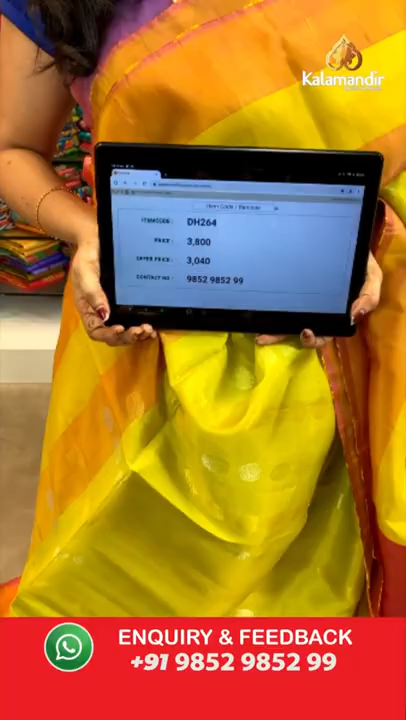 Kalamandir
Item Code / Barcode
ITEMCODE : DH264
PRICE : 3,800
OFFER PRICE : 3,040
CONTACT NO : 9852 9852 99
ENQUIRY & FEEDBACK
+91 9852 9852 99